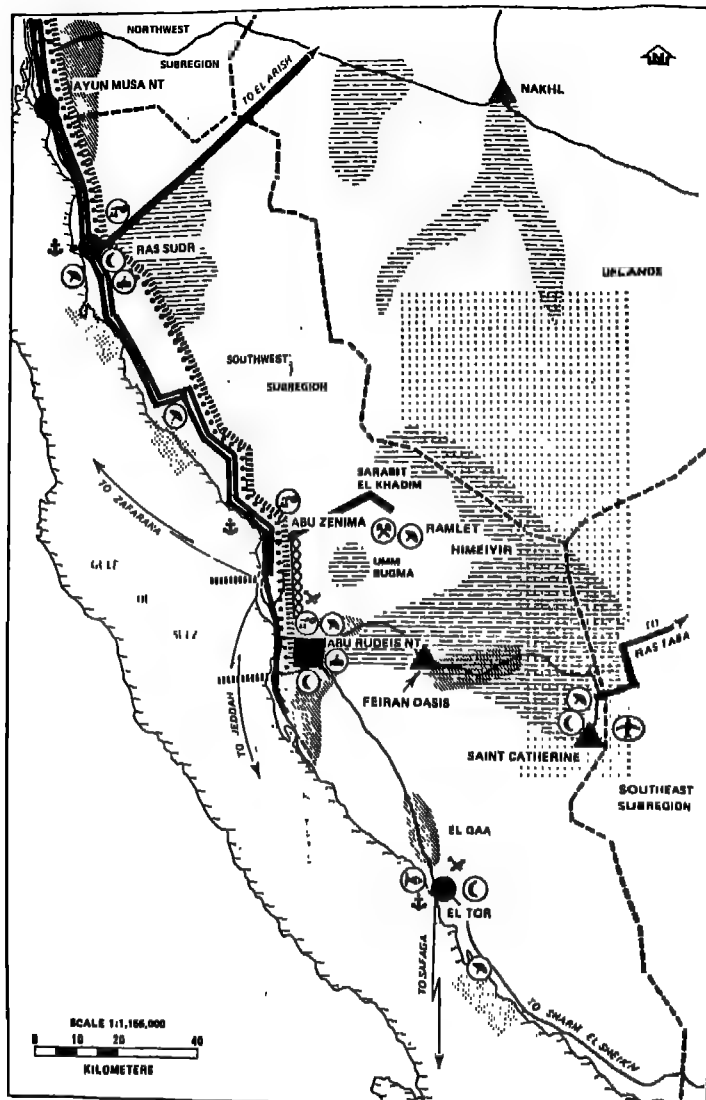 NORTHWEST
SUBREGION
N
AYUN MUSA NT
TO EL ARISH
NAKHL
RAS SUDR
SOUTHWEST
SUBREGION
SARABIT
EL KHADIM
TO ZAFARANA
ABU ZENIMA
RAMLET
HIMEIYIR
UMM
BUGMA
GULF
OF
SUEZ
TO JEDDAH
ABU RUDEIS NT
TO
RAS TABA
FEIRAN OASIS
SAINT CATHERINE
SOUTHEAST
SUBREGION
EL QAA
EL TOR
TO SAFAGA
TO SHARM EL SHEIKH
SCALE 1:1,166,000
0 10 20 40
KILOMETERS